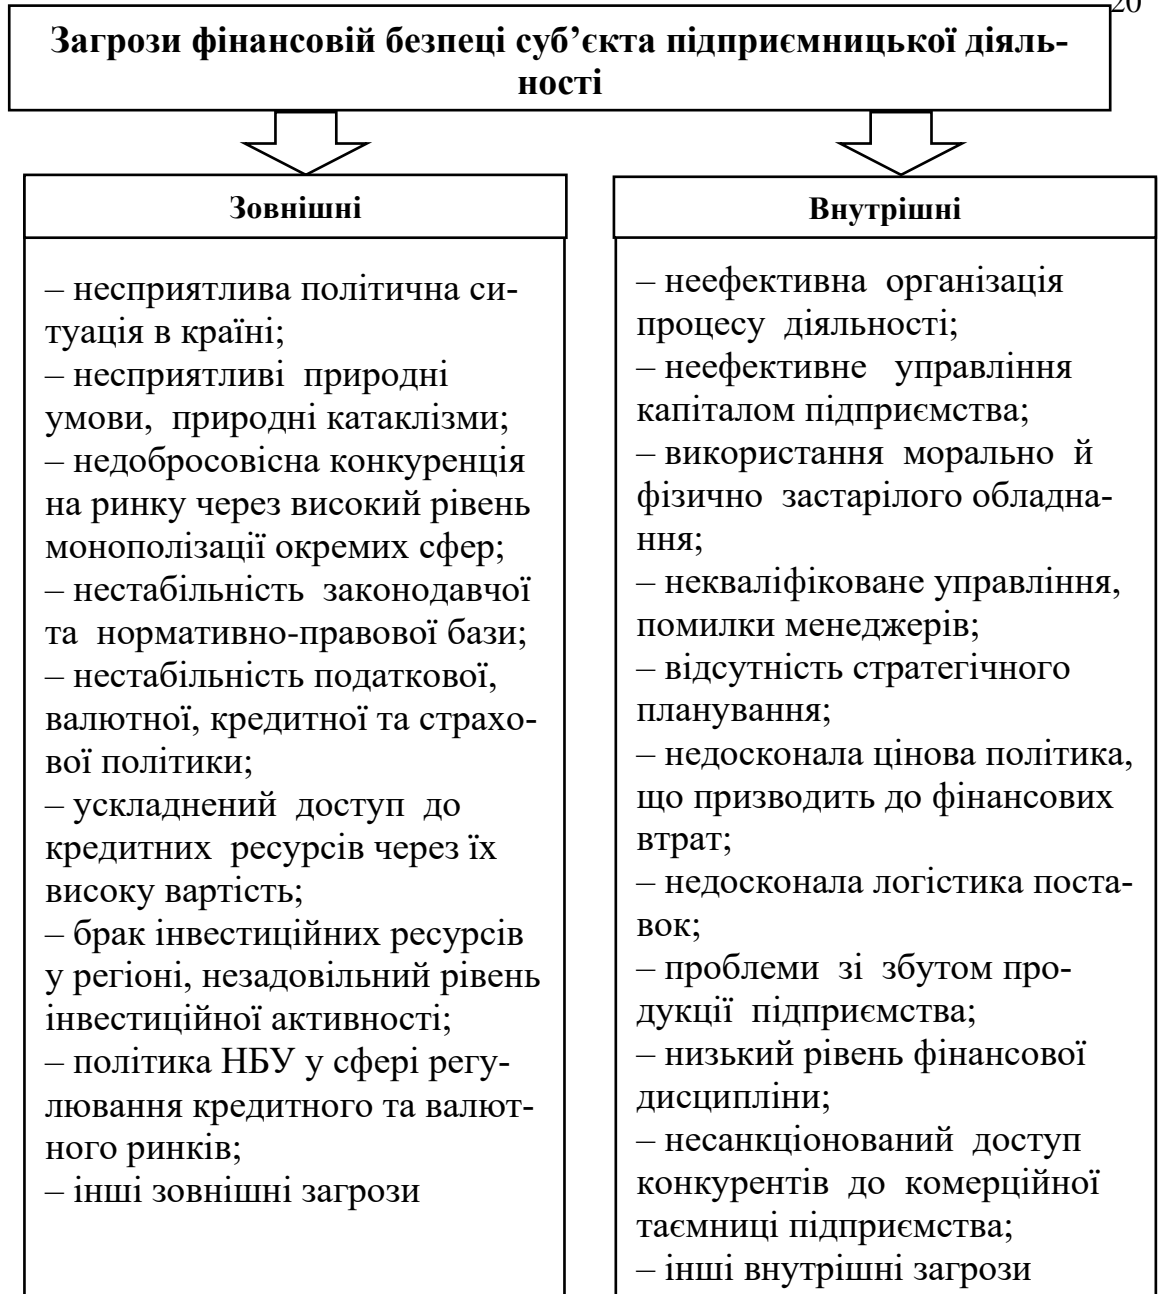 20
Загрози фінансовій безпеці суб’єкта підприємницької діяль-
ності
Зовнішні
– несприятлива політична си-
туація в країні;
– несприятливі природні
умови, природні катаклізми;
– недобросовісна конкуренція
на ринку через високий рівень
монополізації окремих сфер;
– нестабільність законодавчої
та нормативно-правової бази;
– нестабільність податкової,
валютної, кредитної та страхо-
вої політики;
– ускладнений доступ до
кредитних ресурсів через їх
високу вартість;
– брак інвестиційних ресурсів
у регіоні, незадовільний рівень
інвестиційної активності;
– політика НБУ у сфері регу-
лювання кредитного та валют-
ного ринків;
– інші зовнішні загрози
Внутрішні
– неефективна організація
процесу діяльності;
– неефективне управління
капіталом підприємства;
– використання морально й
фізично застарілого обладна-
ння;
– некваліфіковане управління,
помилки менеджерів;
– відсутність стратегічного
планування;
– недосконала цінова політика,
що призводить до фінансових
втрат;
– недосконала логістика поста-
вок;
– проблеми зі збутом про-
дукції підприємства;
– низький рівень фінансової
дисципліни;
– несанкціонований доступ
конкурентів до комерційної
таємниці підприємства;
– інші внутрішні загрози